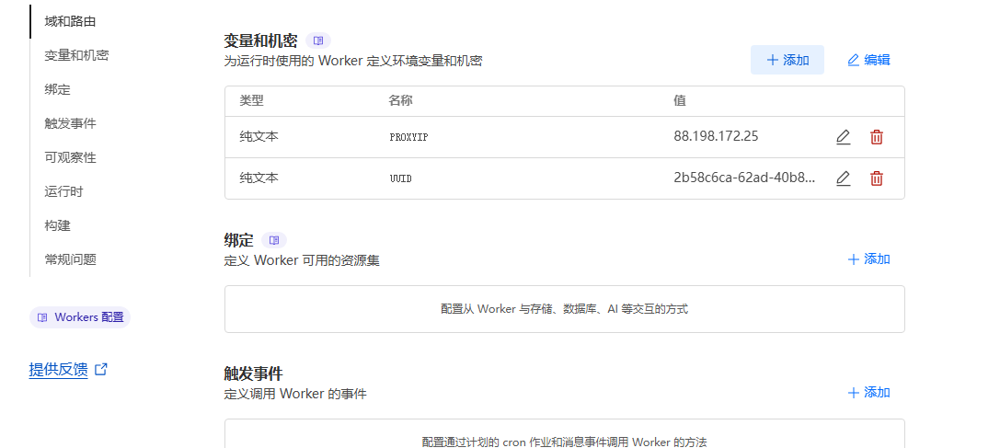 域和路由
变量和机密
绑定
触发事件
可观察性
运行时
构建
常规问题
Workers 配置
提供反馈
变量和机密
为运行时使用的 Worker 定义环境变量和机密
添加
编辑
类型 名称 值
纯文本 PROXYIP 88.198.172.25
纯文本 UUID 2b58c6ca-62ad-40b8...
绑定
定义 Worker 可用的资源集
添加
配置从 Worker 与存储、数据库、AI 等交互的方式
触发事件
定义调用 Worker 的事件
添加
配置通过计划的 cron 作业和消息事件调用 Worker 的方法